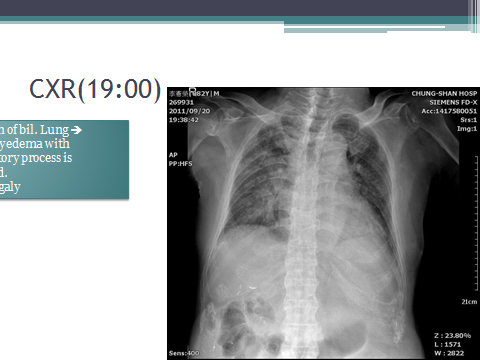 CXR(19:00)
n of bil. Lung →
yedema with
tory process is
d.
galy
082Y|M
269931
2011/09/20
19:38:42
AP
PP:HFS
CHUNG-SHAN HOSP
SIEMENS FD-X
Acc:1417580051
Srs:1
Img:1
R
21cm
Z : 23.80%
L : 1571
W : 2822
Sens:400